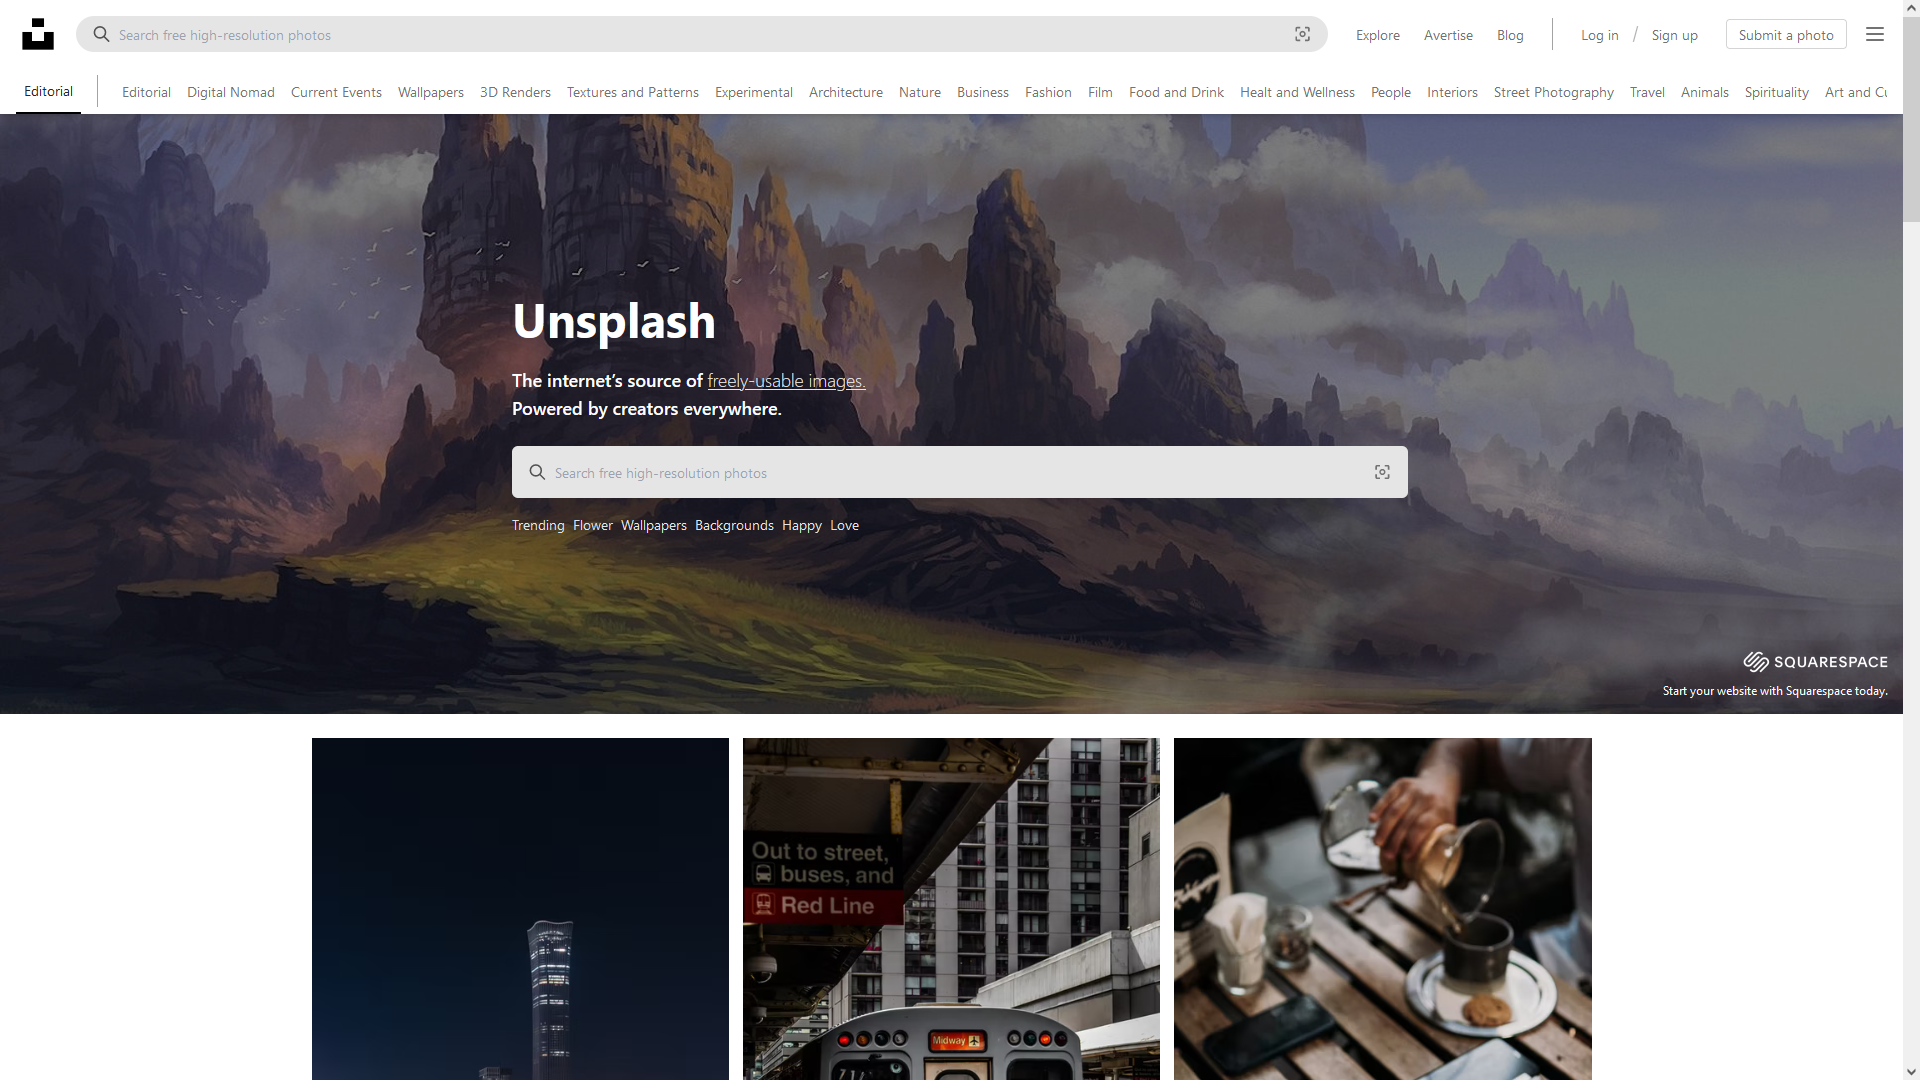 Search free high-resolution photos
Explore
Avertise
Blog
Log in / Sign up
Submit a photo
Editorial
Editorial
Digital Nomad
Current Events
Wallpapers
3D Renders
Textures and Patterns
Experimental
Architecture
Nature
Business
Fashion
Film
Food and Drink
Healt and Wellness
People
Interiors
Street Photography
Travel
Animals
Spirituality
Art and Cu
Unsplash
The internet's source of freely-usable images.
Powered by creators everywhere.
Search free high-resolution photos
Trending Flower Wallpapers Backgrounds Happy Love
SQUARESPACE
Start your website with Squarespace today.
Out to street,
buses, and
Red Line
Midway